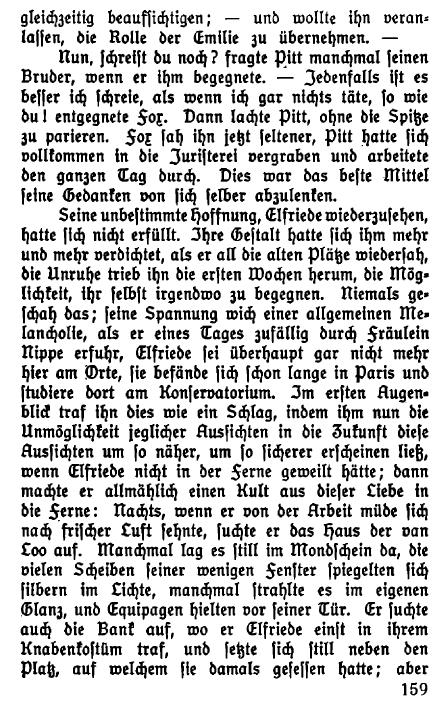 gleichzeitig beaufsichtigen; — und wollte ihn veran-
lassen, die Rolle der Emilie zu übernehmen. —
Nun, schreist du noch? fragte Pitt manchmal seinen
Bruder, wenn er ihm begegnete. — Jedenfalls ist es
besser ich schreie, als wenn ich gar nichts täte, so wie
du! entgegnete Fox. Dann lachte Pitt, ohne die Spitze
zu parieren. Fox sah ihn jetzt seltener, Pitt hatte sich
vollkommen in die Juristerei vergraben und arbeitete
den ganzen Tag durch. Dies war das beste Mittel
seine Gedanken von sich selber abzulenken.
Seine unbestimmte Hoffnung, Elfriede wiederzusehen,
hatte sich nicht erfüllt. Ihre Gestalt hatte sich ihm mehr
und mehr verdichtet, als er all die alten Plätze wiedersah,
die Unruhe trieb ihn die ersten Wochen herum, die Mög-
lichkeit, ihr selbst irgendwo zu begegnen. Niemals ge-
schah das; seine Spannung wich einer allgemeinen Me-
lancholie, als er eines Tages zufällig durch Fräulein
Nippe erfuhr, Elfriede sei überhaupt gar nicht mehr
hier am Orte, sie befände sich schon lange in Paris und
studiere dort am Konservatorium. Im ersten Augen-
blick traf ihn dies wie ein Schlag, indem ihm nun die
Unmöglichkeit jeglicher Aussichten in die Zukunft diese
Aussichten um so näher, um so sicherer erscheinen ließ,
wenn Elfriede nicht in der Ferne geweilt hätte; dann
machte er allmählich einen Kult aus dieser Liebe in
die Ferne: Nachts, wenn er von der Arbeit müde sich
nach frischer Luft sehnte, suchte er das Haus der van
Loo auf. Manchmal lag es still im Mondschein da, die
vielen Scheiben seiner wenigen Fenster spiegelten sich
silbern im Lichte, manchmal strahlte es im eigenen
Glanz, und Equipagen hielten vor seiner Tür. Er suchte
auch die Bank auf, wo er Elfriede einst in ihrem
Knabenkostüm traf, und setzte sich still neben den
Platz, auf welchem sie damals gesessen hatte; aber
159